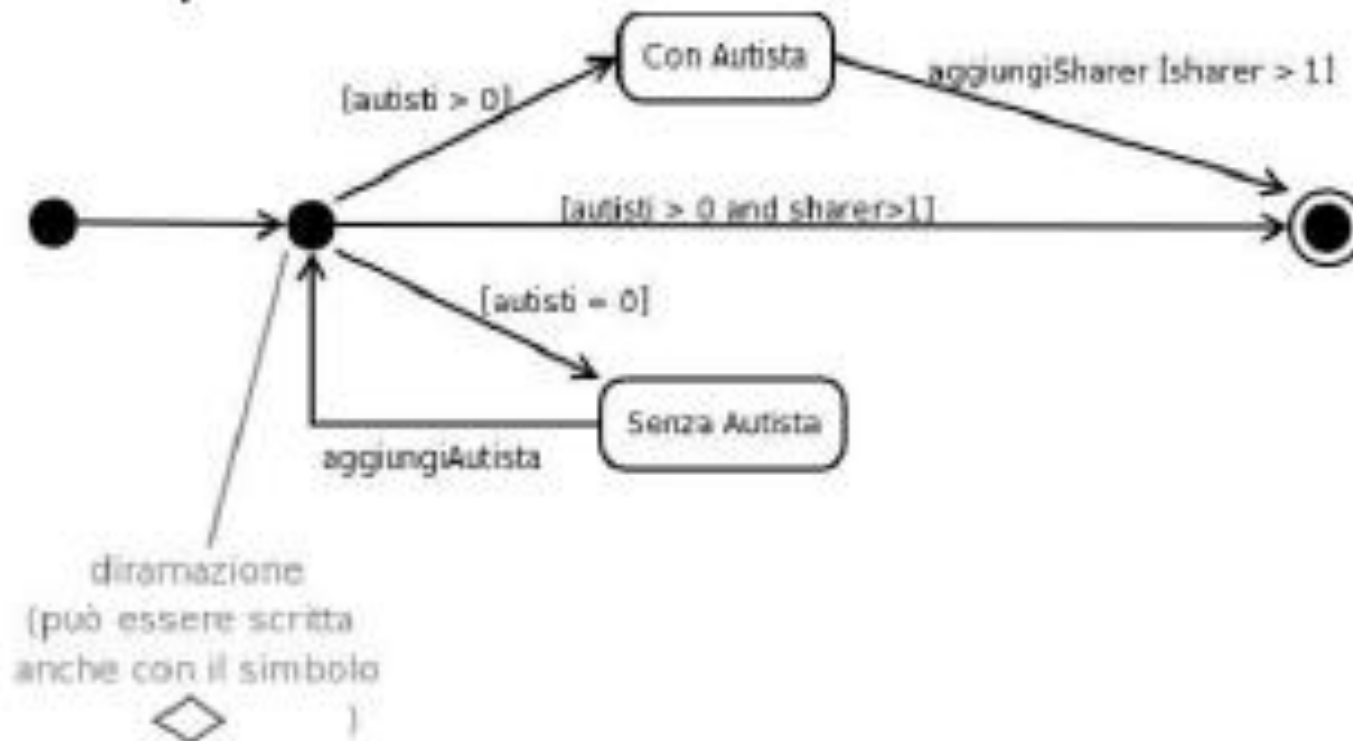 Con Autista
aggiungiSharer [sharer > 1]
[autisti > 0]
[autisti > 0 and sharer>1]
[autisti = 0]
Senza Autista
aggiungiAutista
diramazione
(può essere scritta
anche con il simbolo
)